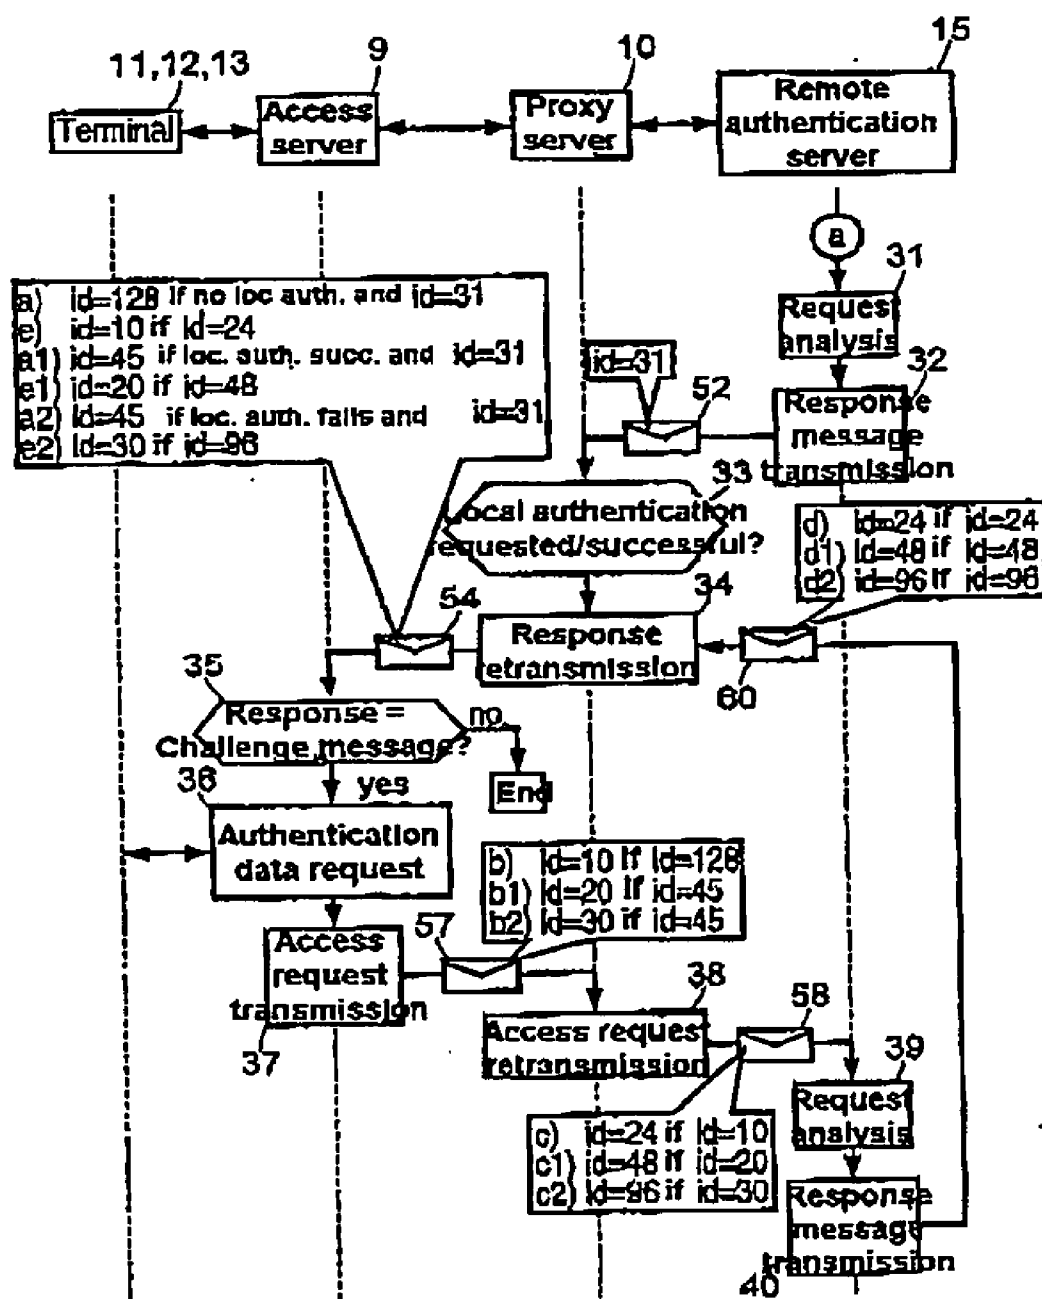 11,12,13
9
10
15
Terminal
Access
server
Proxy
server
Remote
authentication
server
a
31
Request
analysis
a) id=128 if no loc auth. and id=31
e) id=10 if id=24
a1) id=45 if loc. auth. succ. and id=31
e1) id=20 if id=48
a2) id=45 if loc. auth. fails and id=31
e2) id=30 if id=96
id=31
52
32
Response
message
transmission
33
Local authentication
requested/successful?
d) id=24 if id=24
d1) id=48 if id=48
d2) id=96 if id=96
54
34
Response
retransmission
60
35
Response =
Challenge message?
no
End
yes
36
Authentication
data request
b) id=10 if id=128
b1) id=20 if id=45
b2) id=30 if id=45
57
Access
request
transmission
37
38
Access request
retransmission
58
39
Request
analysis
c) id=24 if id=10
c1) id=48 if id=20
c2) id=96 if id=30
Response
message
transmission
40